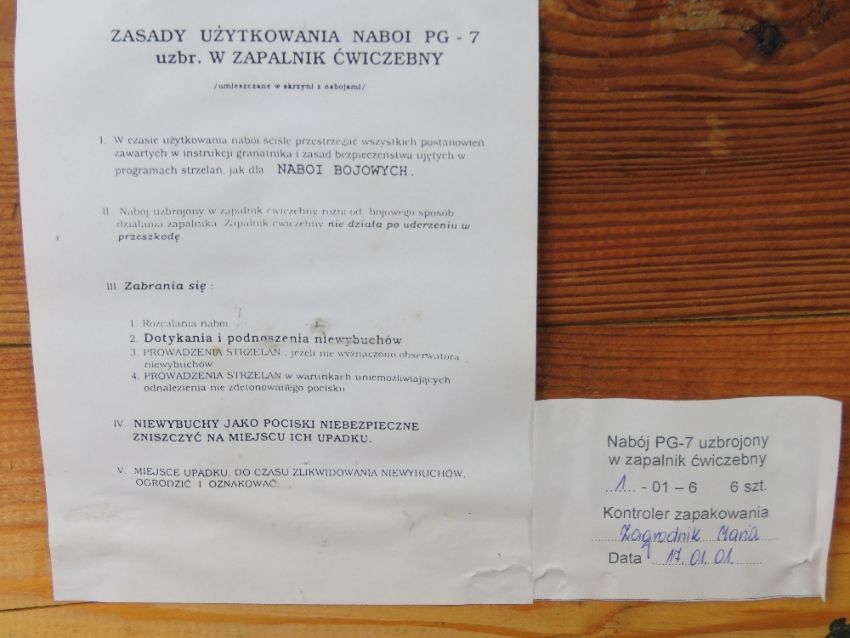 ZASADY UŻYTKOWANIA NABOI PG - 7
uzbr. W ZAPALNIK ĆWICZEBNY
/umieszczane w skrzyni z nabojami/
I. W czasie użytkowania naboi ściśle przestrzegać wszystkich postanowień
zawartych w instrukcji granatnika i zasad bezpieczeństwa ujętych w
programach strzelań, jak dla NABOI BOJOWYCH.
II Nabój uzbrojony w zapalnik ćwiczebny różni od bojowego sposób
działania zapalnika. Zapalnik ćwiczebny nie działa po uderzeniu w
przeszkodę.
III. Zabrania się :
1. Rozcalania naboi
2. Dotykania i podnoszenia niewybuchów
3. PROWADZENIA STRZELAŃ , jeżeli nie wyznaczono obserwatora
niewybuchów
4. PROWADZENIA STRZELAŃ w warunkach uniemożliwiających
odnalezienia nie zdetonowanego pocisku
IV. NIEWYBUCHY JAKO POCISKI NIEBEZPIECZNE
ZNISZCZYĆ NA MIEJSCU ICH UPADKU.
V. MIEJSCE UPADKU, DO CZASU ZLIKWIDOWANIA NIEWYBUCHÓW,
OGRODZIĆ I OZNAKOWAĆ.
Nabój PG-7 uzbrojony
w zapalnik ćwiczebny
..1.. - 01 – 6 6 szt.
Kontroler zapakowania
Zagrodnik Maria
Data 17.01.01.